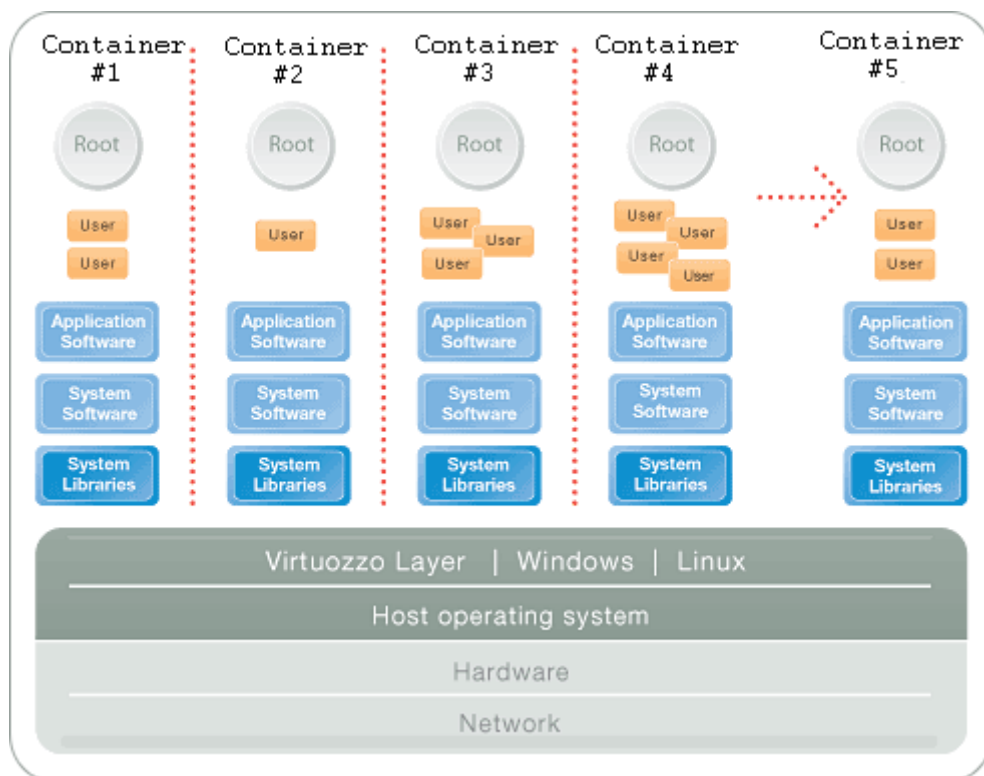 Container #1
Container #2
Container #3
Container #4
Container #5
Root
Root
Root
Root
Root
User
User
User
User
User
User
User
User
User
User
User
User
Application Software
Application Software
Application Software
Application Software
Application Software
System Software
System Software
System Software
System Software
System Software
System Libraries
System Libraries
System Libraries
System Libraries
System Libraries
Virtuozzo Layer | Windows | Linux
Host operating system
Hardware
Network